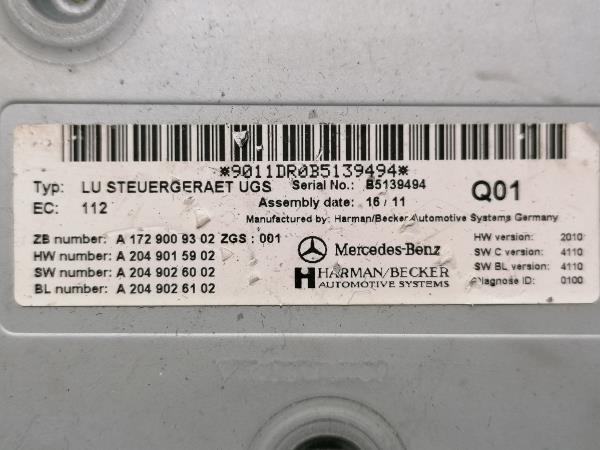 *9011DR0B5139494*
Typ: LU STEUERGERAET UGS Serial No.: B5139494 Q01
EC: 112 Assembly date: 16 / 11
Manufactured by: Harman/Becker Automotive Systems Germany
ZB number: A 172 900 93 02 ZGS : 001 Mercedes-Benz HW version: 2010
HW number: A 204 901 59 02 SW C version: 4110
SW number: A 204 902 60 02 HARMAN/BECKER SW BL version: 4110
BL number: A 204 902 61 02 AUTOMOTIVE SYSTEMS Diagnose ID: 0100